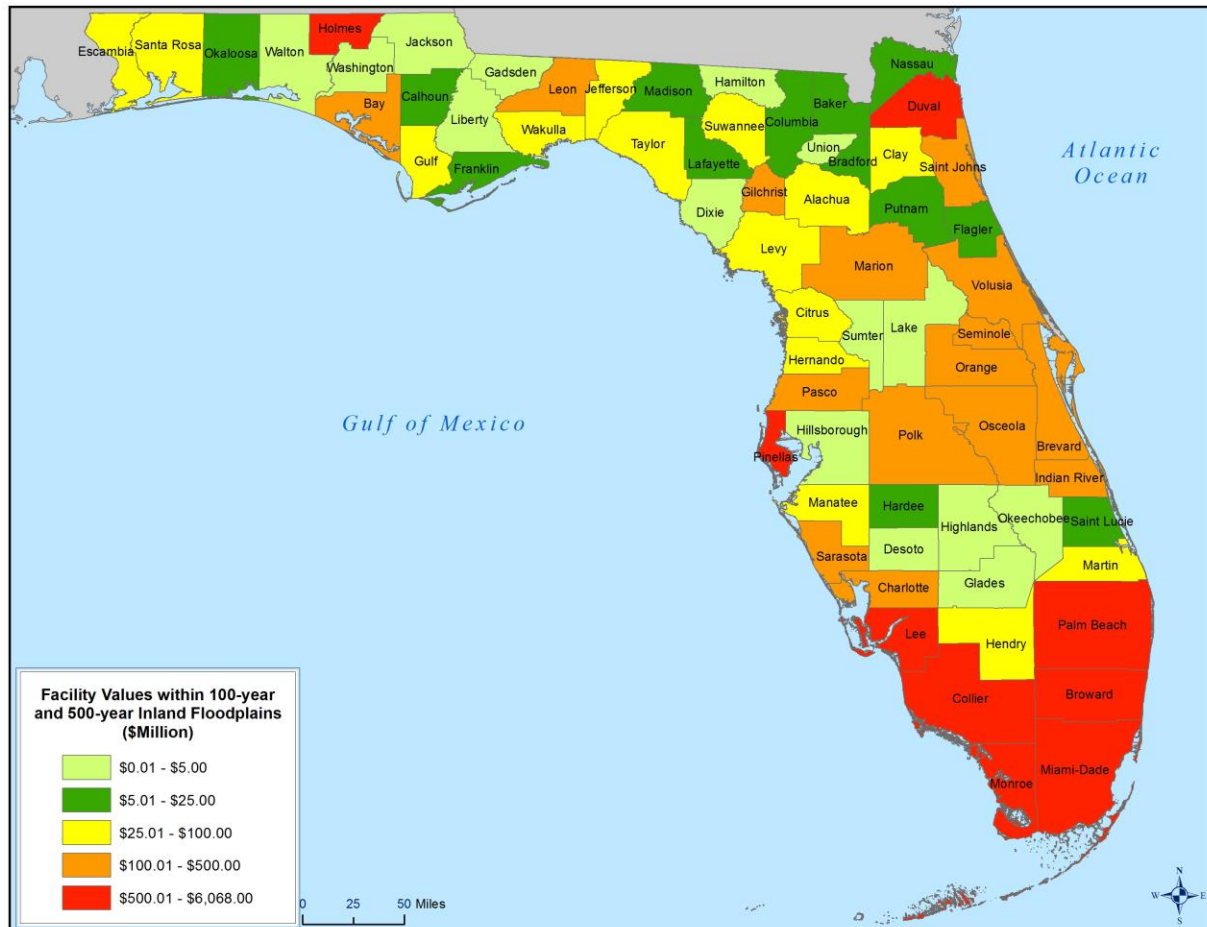 Holmes
Jackson
Escambia
Santa Rosa
Okaloosa
Walton
Washington
Gadsden
Nassau
Hamilton
Leon
Jefferson
Madison
Baker
Duval
Calhoun
Bay
Liberty
Suwannee
Columbia
Wakulla
Taylor
Union
Clay
Atlantic
Ocean
Gulf
Franklin
Lafayette
Bradford
Saint Johns
Gilchrist
Alachua
Putnam
Dixie
Flagler
Levy
Marion
Volusia
Citrus
Sumter
Lake
Seminole
Hernando
Orange
Pasco
Gulf of Mexico
Hillsborough
Polk
Osceola
Brevard
Pinellas
Indian River
Manatee
Hardee
Okeechobee
Highlands
Saint Lucie
Sarasota
Desoto
Martin
Charlotte
Glades
Palm Beach
Lee
Hendry
Collier
Broward
Monroe
Miami-Dade
Facility Values within 100-year
and 500-year Inland Floodplains
($Million)
$0.01 - $5.00
$5.01 - $25.00
$25.01 - $100.00
$100.01 - $500.00
$500.01 - $6,068.00
0 25 50 Miles
N
W E
S